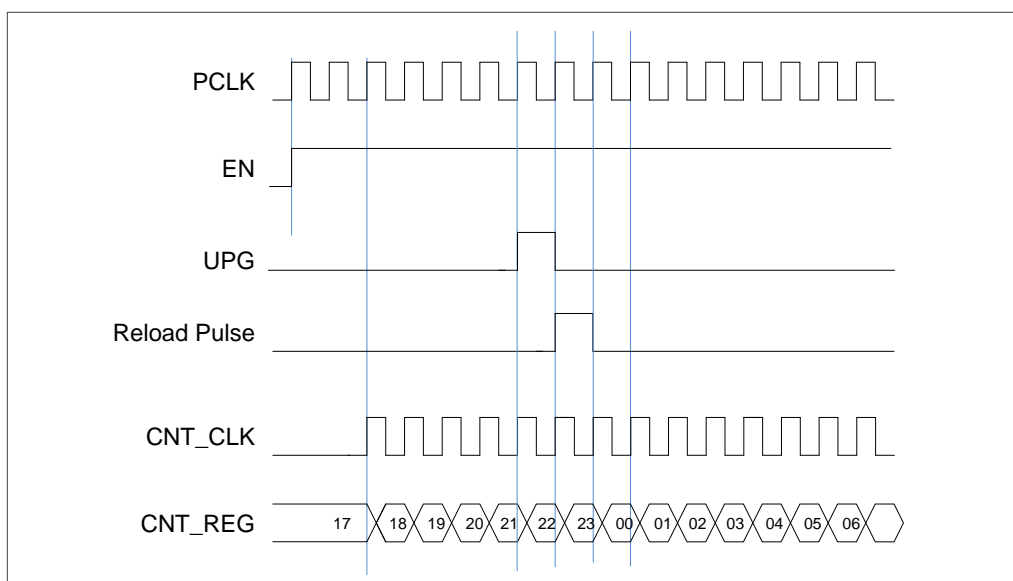 PCLK
EN
UPG
Reload Pulse
CNT_CLK
CNT_REG 17 18 19 20 21 22 23 00 01 02 03 04 05 06